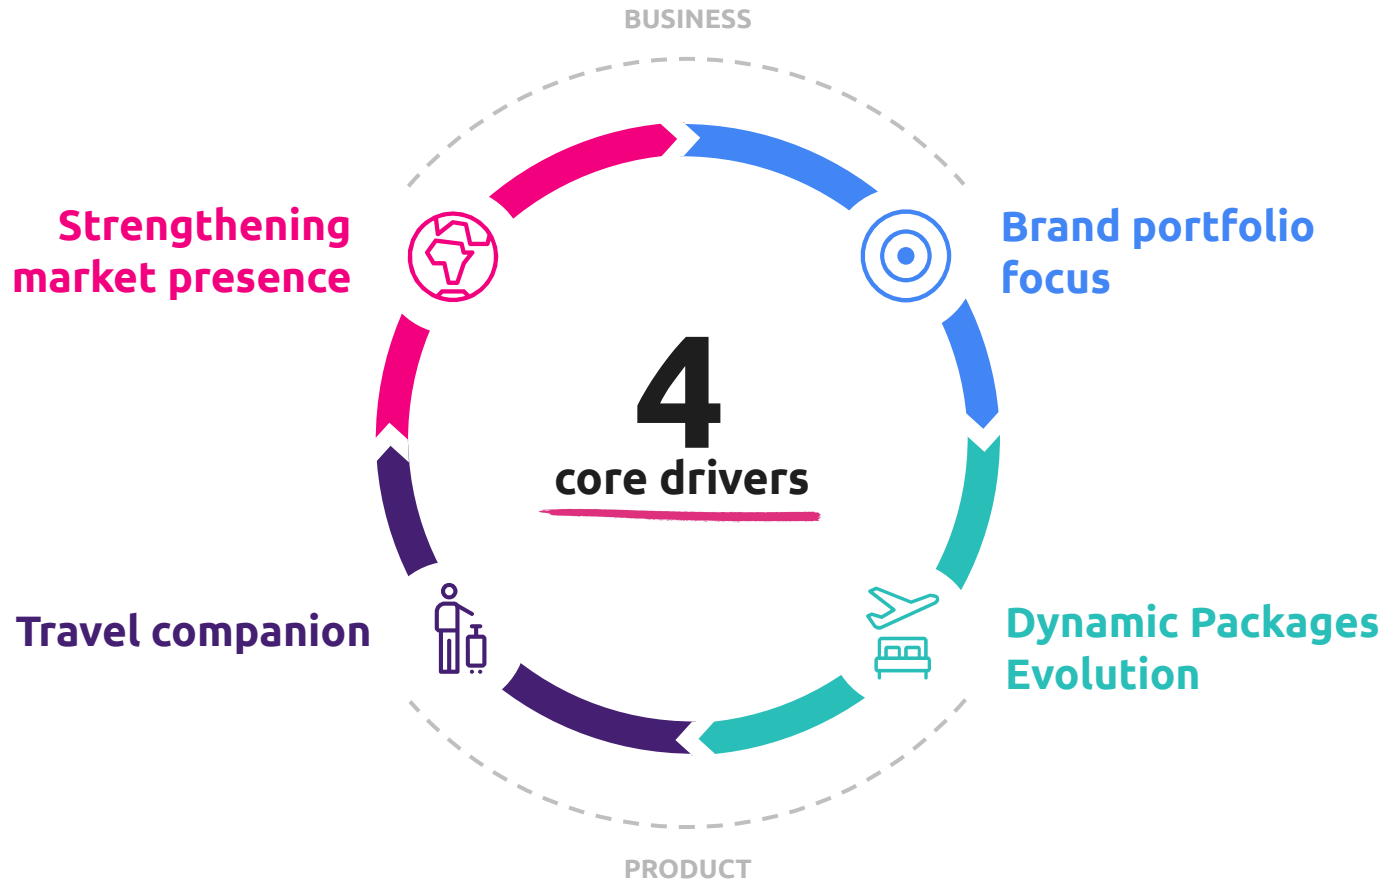 BUSINESS
Strengthening
market presence
Brand portfolio
focus
4
core drivers
Travel companion
Dynamic Packages
Evolution
PRODUCT